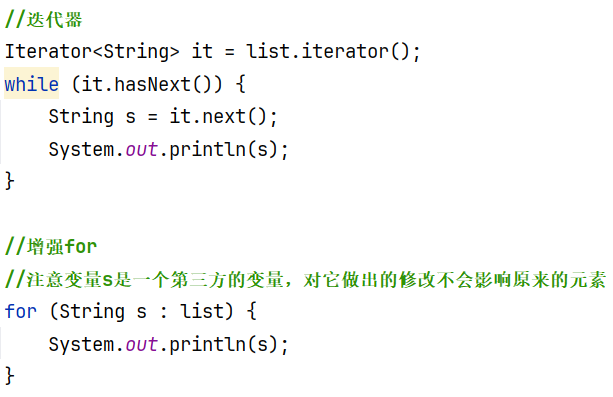 //迭代器
Iterator<String> it = list.iterator();
while (it.hasNext()) {
    String s = it.next();
    System.out.println(s);
}

//增强for
//注意变量s是一个第三方的变量，对它做出的修改不会影响原来的元素
for (String s : list) {
    System.out.println(s);
}